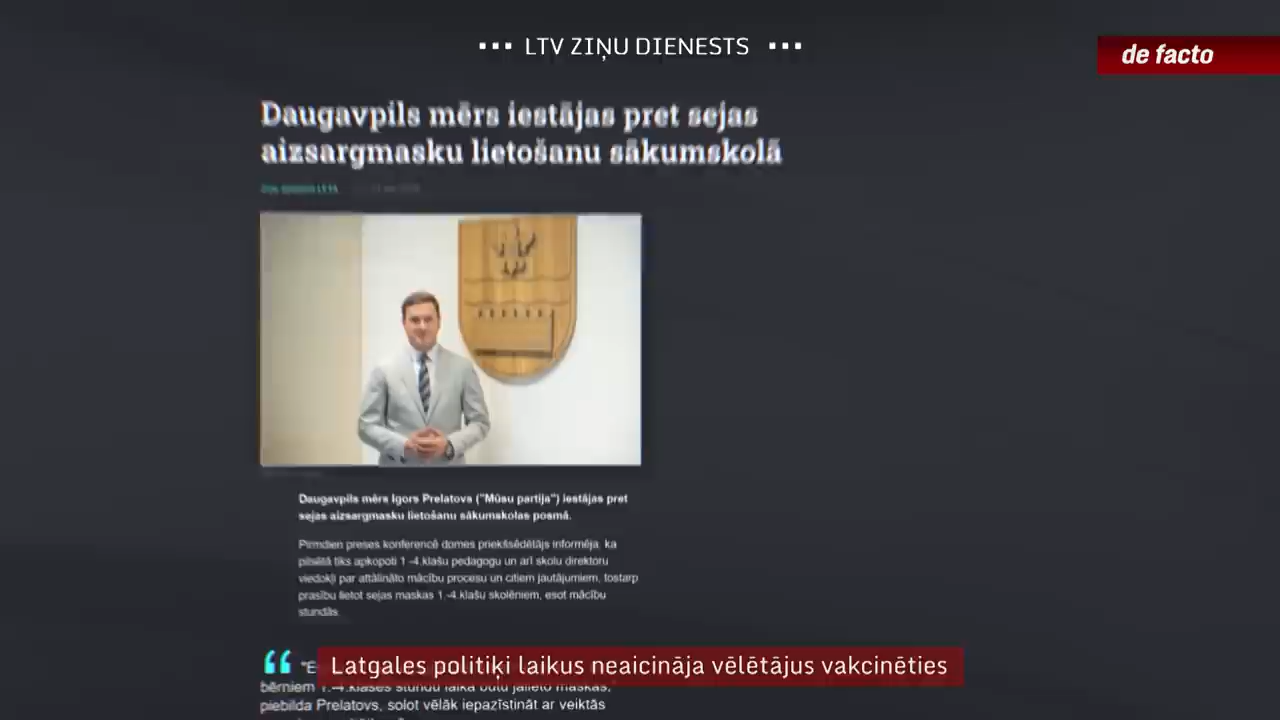 LTV ZIŅU DIENESTS
de facto
Daugavpils mērs iestājas pret sejas
aizsargmasku lietošanu sākumskolā
Daugavpils mērs Igors Prelatovs ("Mūsu partija") iestājas pret
sejas aizsargmasku lietošanu sākumskolas posmā.
Pirmdien preses konferencē domes priekšsēdētājs informēja, ka
pilsētā tiks apkopoti 1.-4.klašu pedagogu un arī skolu direktoru
viedokļi par attālināto mācību procesu un citiem jautājumiem, tostarp
prasību lietot sejas maskas 1.-4.klašu skolēniem, esot mācību
stundās.
"E
Latgales politiķi laikus neaicināja vēlētājus vakcinēties
bērniem 1.-4.klasēs stundu laikā būtu jālieto maskas,"
piebilda Prelatovs, solot vēlāk iepazīstināt ar veiktās